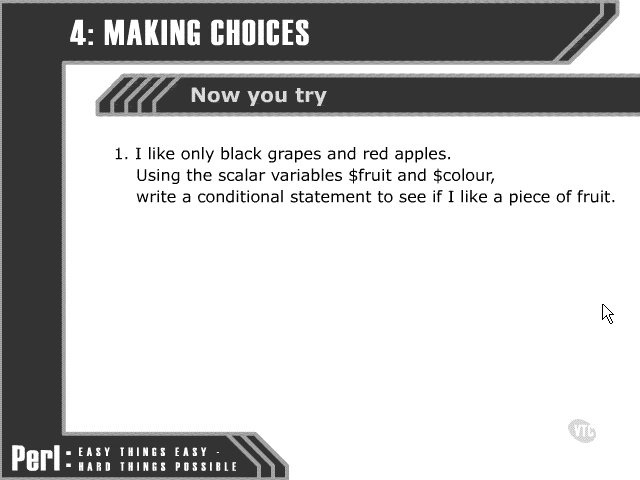 4: MAKING CHOICES
Now you try
1. I like only black grapes and red apples.
Using the scalar variables $fruit and $colour,
write a conditional statement to see if I like a piece of fruit.
VTC
Perl: EASY THINGS EASY -
HARD THINGS POSSIBLE